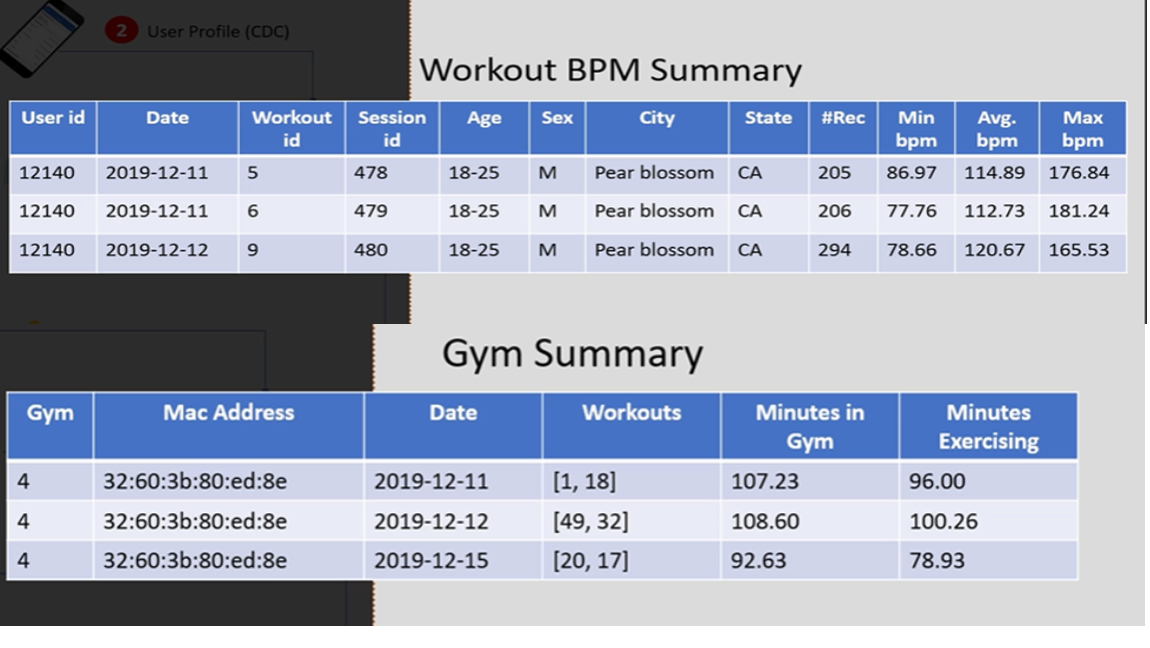 2 User Profile (CDC)
Workout BPM Summary
User id Date Workout id Session id Age Sex City State #Rec Min bpm Avg. bpm Max bpm
12140 2019-12-11 5 478 18-25 M Pear blossom CA 205 86.97 114.89 176.84
12140 2019-12-11 6 479 18-25 M Pear blossom CA 206 77.76 112.73 181.24
12140 2019-12-12 9 480 18-25 M Pear blossom CA 294 78.66 120.67 165.53
Gym Summary
Gym Mac Address Date Workouts Minutes in Gym Minutes Exercising
4 32:60:3b:80:ed:8e 2019-12-11 [1, 18] 107.23 96.00
4 32:60:3b:80:ed:8e 2019-12-12 [49, 32] 108.60 100.26
4 32:60:3b:80:ed:8e 2019-12-15 [20, 17] 92.63 78.93